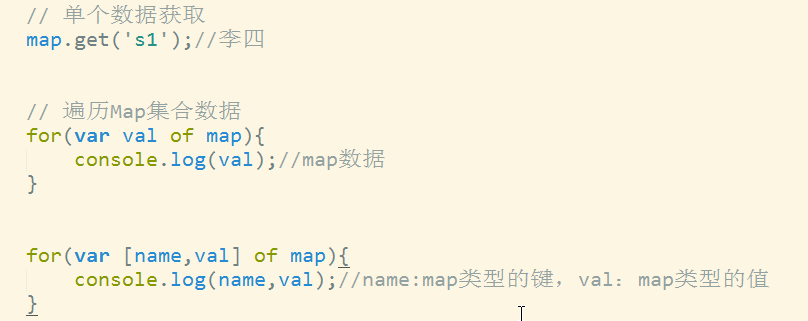 // 单个数据获取
map.get('s1');//李四
// 遍历Map集合数据
for(var val of map){
    console.log(val);//map数据
}
for(var [name,val] of map){
    console.log(name,val);//name:map类型的键，val：map类型的值
}